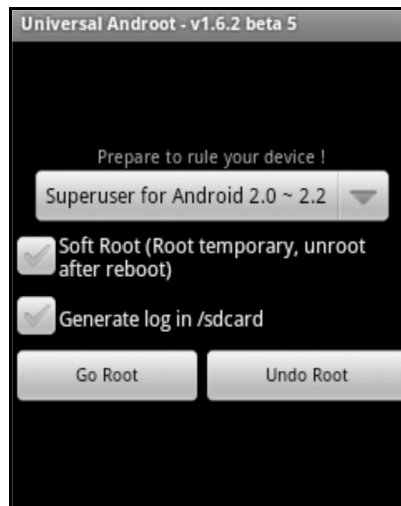 Universal Androot - v1.6.2 beta 5
Prepare to rule your device !
Superuser for Android 2.0 ~ 2.2
Soft Root (Root temporary, unroot
after reboot)
Generate log in /sdcard
Go Root
Undo Root